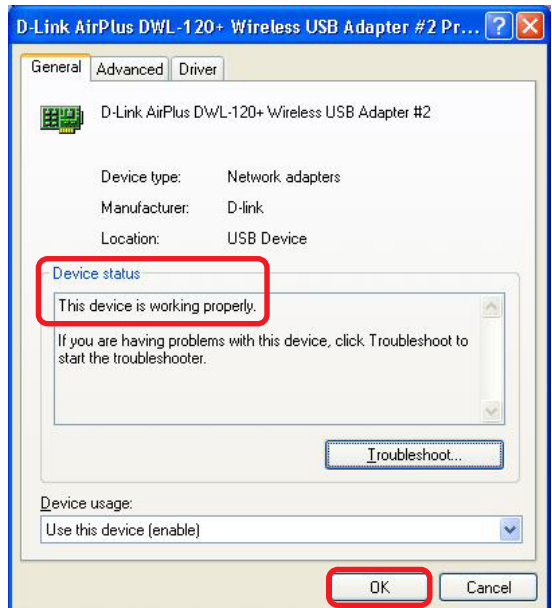 D-Link AirPlus DWL-120+ Wireless USB Adapter #2 Pr...
General Advanced Driver
D-Link AirPlus DWL-120+ Wireless USB Adapter #2
Device type: Network adapters
Manufacturer: D-link
Location: USB Device
Device status
This device is working properly.
If you are having problems with this device, click Troubleshoot to
start the troubleshooter.
Troubleshoot...
Device usage:
Use this device (enable)
OK Cancel